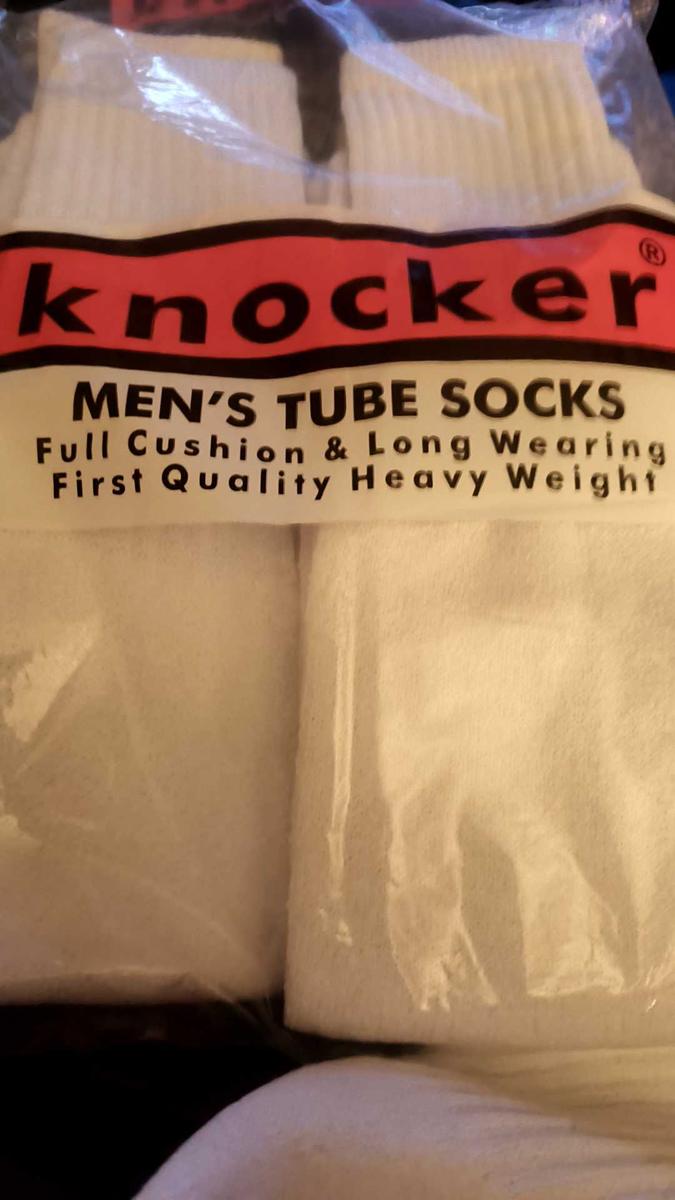 knocker®
MEN'S TUBE SOCKS
Full Cushion & Long Wearing
First Quality Heavy Weight